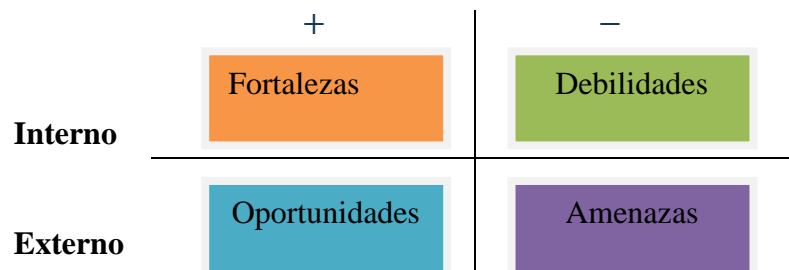 + −
Fortalezas Debilidades
Interno
Oportunidades Amenazas
Externo